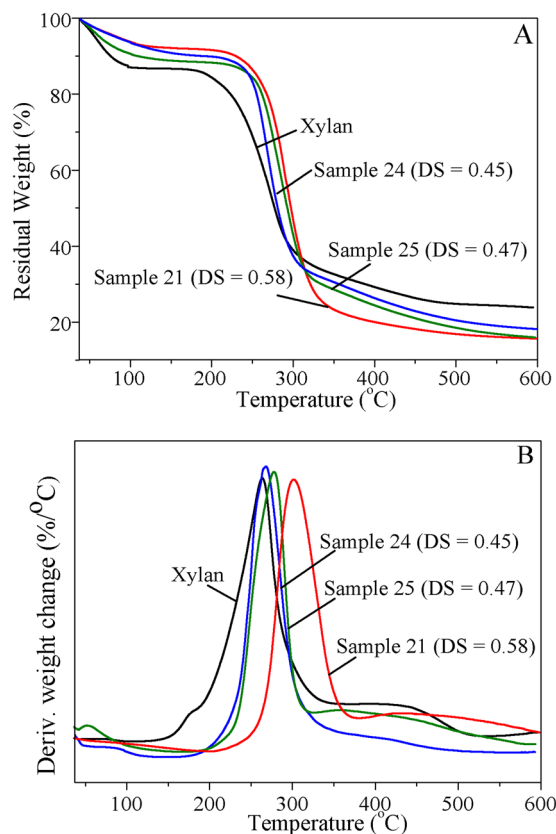 A
100
80
60
40
20
Residual Weight (%)
Xylan
Sample 24 (DS = 0.45)
Sample 25 (DS = 0.47)
Sample 21 (DS = 0.58)
100 200 300 400 500 600
Temperature (°C)
B
Deriv. weight change (%/°C)
Xylan
Sample 24 (DS = 0.45)
Sample 25 (DS = 0.47)
Sample 21 (DS = 0.58)
100 200 300 400 500 600
Temperature (°C)